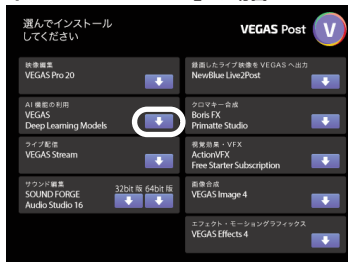 選んでインストール
してください
VEGAS Post
V
映像編集
VEGAS Pro 20
AI 機能の利用
VEGAS
Deep Learning Models
ライブ配信
VEGAS Stream
サウンド編集
SOUND FORGE
Audio Studio 16
32bit 版 64bit 版
録画したライブ映像を VEGAS へ出力
NewBlue Live2Post
クロマキー合成
Boris FX
Primatte Studio
視覚効果・VFX
ActionVFX
Free Starter Subscription
画像合成
VEGAS Image 4
エフェクト・モーショングラフィックス
VEGAS Effects 4